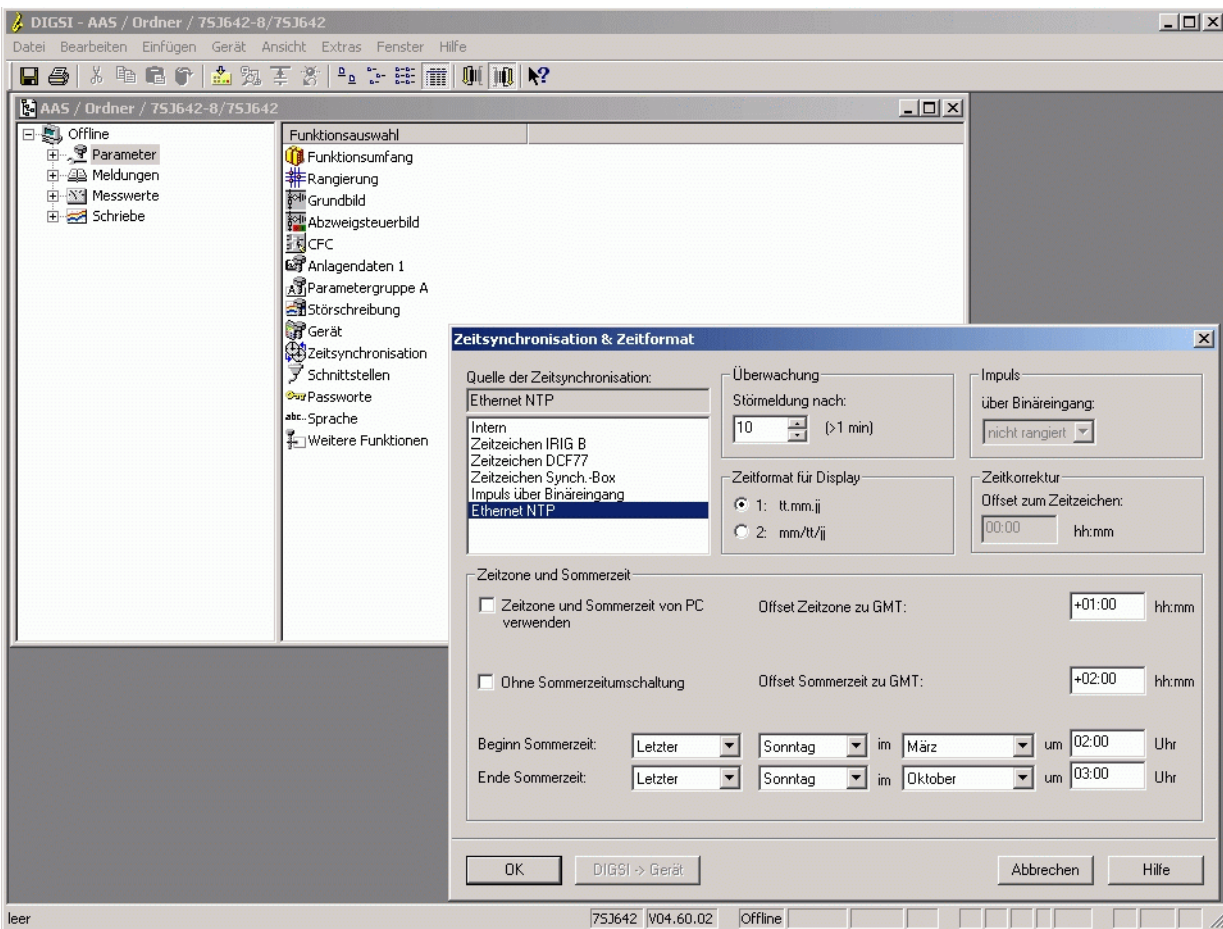 DIGSI - AAS / Ordner / 7SJ642-8/7SJ642
Datei Bearbeiten Einfügen Gerät Ansicht Extras Fenster Hilfe
AAS / Ordner / 7SJ642-8/7SJ642
Offline
Parameter
Meldungen
Messwerte
Schriebe
Funktionsauswahl
Funktionsumfang
Rangierung
Grundbild
Abzweigsteuerbild
CFC
Anlagendaten 1
Parametergruppe A
Störschreibung
Gerät
Zeitsynchronisation
Schnittstellen
Passworte
abc.. Sprache
Weitere Funktionen
Zeitsynchronisation & Zeitformat
Quelle der Zeitsynchronisation:
Ethernet NTP
Intern
Zeitzeichen IRIG B
Zeitzeichen DCF77
Zeitzeichen Synch.-Box
Impuls über Binäreingang
Ethernet NTP
Überwachung
Störmeldung nach:
10 (>1 min)
Impuls
über Binäreingang:
nicht rangiert
Zeitformat für Display
1: tt.mm.jj
2: mm/tt/jj
Zeitkorrektur
Offset zum Zeitzeichen:
00:00 hh:mm
Zeitzone und Sommerzeit
Zeitzone und Sommerzeit von PC
verwenden
Offset Zeitzone zu GMT: +01:00 hh:mm
Ohne Sommerzeitumschaltung
Offset Sommerzeit zu GMT: +02:00 hh:mm
Beginn Sommerzeit: Letzter Sonntag im März um 02:00 Uhr
Ende Sommerzeit: Letzter Sonntag im Oktober um 03:00 Uhr
OK DIGSI -> Gerät Abbrechen Hilfe
leer 7SJ642 V04.60.02 Offline